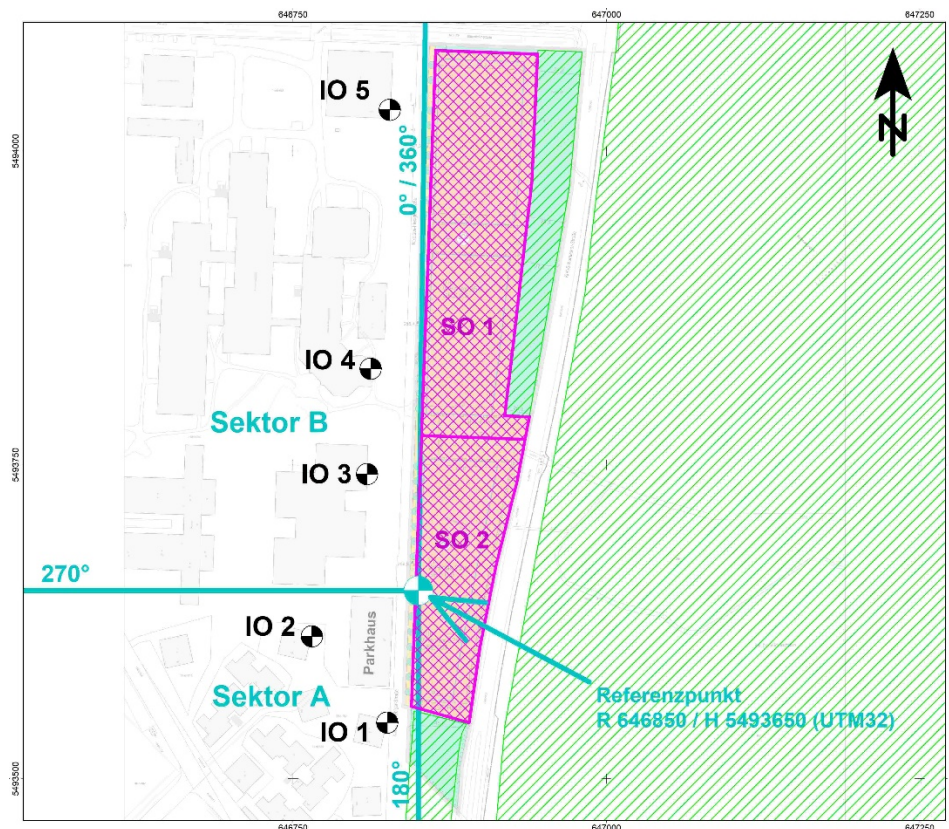 646750
647000
647250
5494000
5493750
5493500
N
IO 5
0° / 360°
SO 1
IO 4
Sektor B
IO 3
SO 2
270°
IO 2
Parkhaus
Sektor A
IO 1
180°
Referenzpunkt
R 646850 / H 5493650 (UTM32)
646750
647000
647250